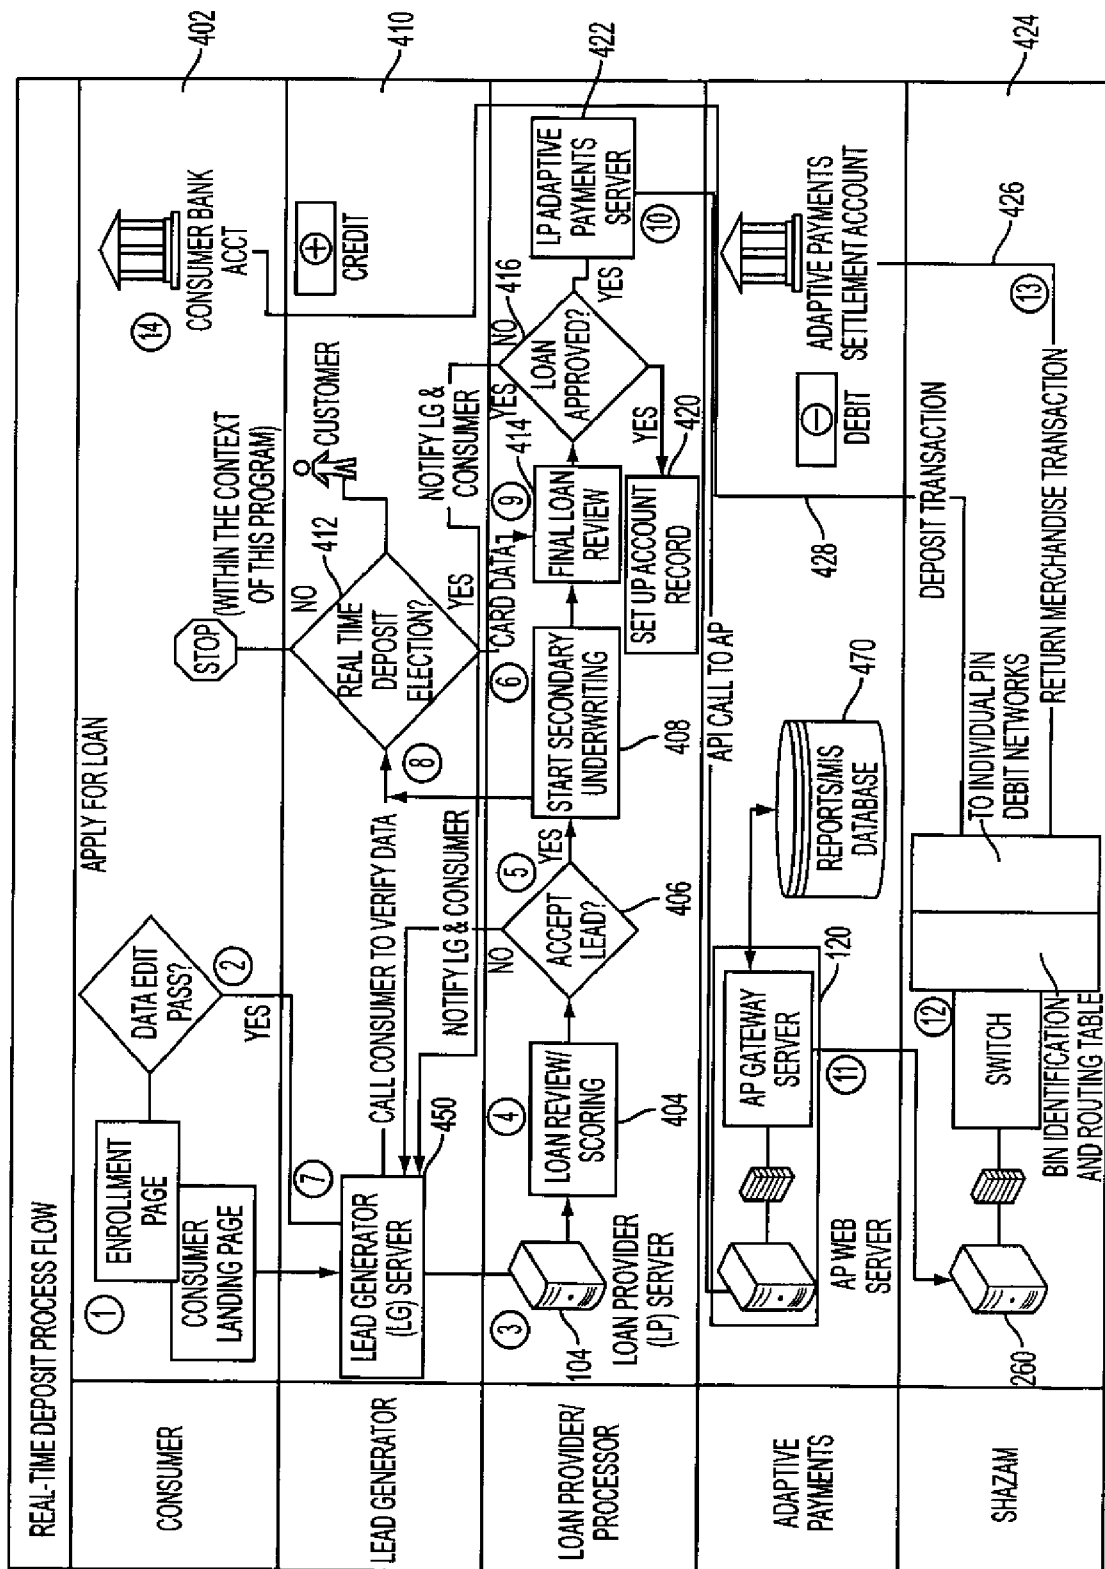 REAL-TIME DEPOSIT PROCESS FLOW
CONSUMER
APPLY FOR LOAN
402
1
ENROLLMENT
PAGE
CONSUMER
LANDING PAGE
DATA EDIT
PASS?
2
YES
STOP
(WITHIN THE CONTEXT
OF THIS PROGRAM)
14
CONSUMER BANK
ACCT
LEAD GENERATOR
410
7
LEAD GENERATOR
(LG) SERVER
450
CALL CONSUMER TO VERIFY DATA
NOTIFY LG & CONSUMER
8
REAL TIME
DEPOSIT
ELECTION?
412
NO
YES
CUSTOMER
NOTIFY LG &
CONSUMER
+
CREDIT
LOAN PROVIDER/
PROCESSOR
422
3
104
LOAN PROVIDER
(LP) SERVER
4
LOAN REVIEW/
SCORING
404
NO
ACCEPT
LEAD?
406
5
YES
6
START SECONDARY
UNDERWRITING
408
CARD DATA
9
414
FINAL LOAN
REVIEW
YES
NO
416
LOAN
APPROVED?
YES
YES
SET UP ACCOUNT
RECORD
420
LP ADAPTIVE
PAYMENTS
SERVER
10
ADAPTIVE
PAYMENTS
API CALL TO AP
AP WEB
SERVER
AP GATEWAY
SERVER
120
11
REPORTS/MIS
DATABASE
470
428
−
DEBIT
ADAPTIVE PAYMENTS
SETTLEMENT ACCOUNT
SHAZAM
424
260
12
SWITCH
BIN IDENTIFICATION
AND ROUTING TABLE
TO INDIVIDUAL PIN
DEBIT NETWORKS
DEPOSIT TRANSACTION
RETURN MERCHANDISE TRANSACTION
13
426